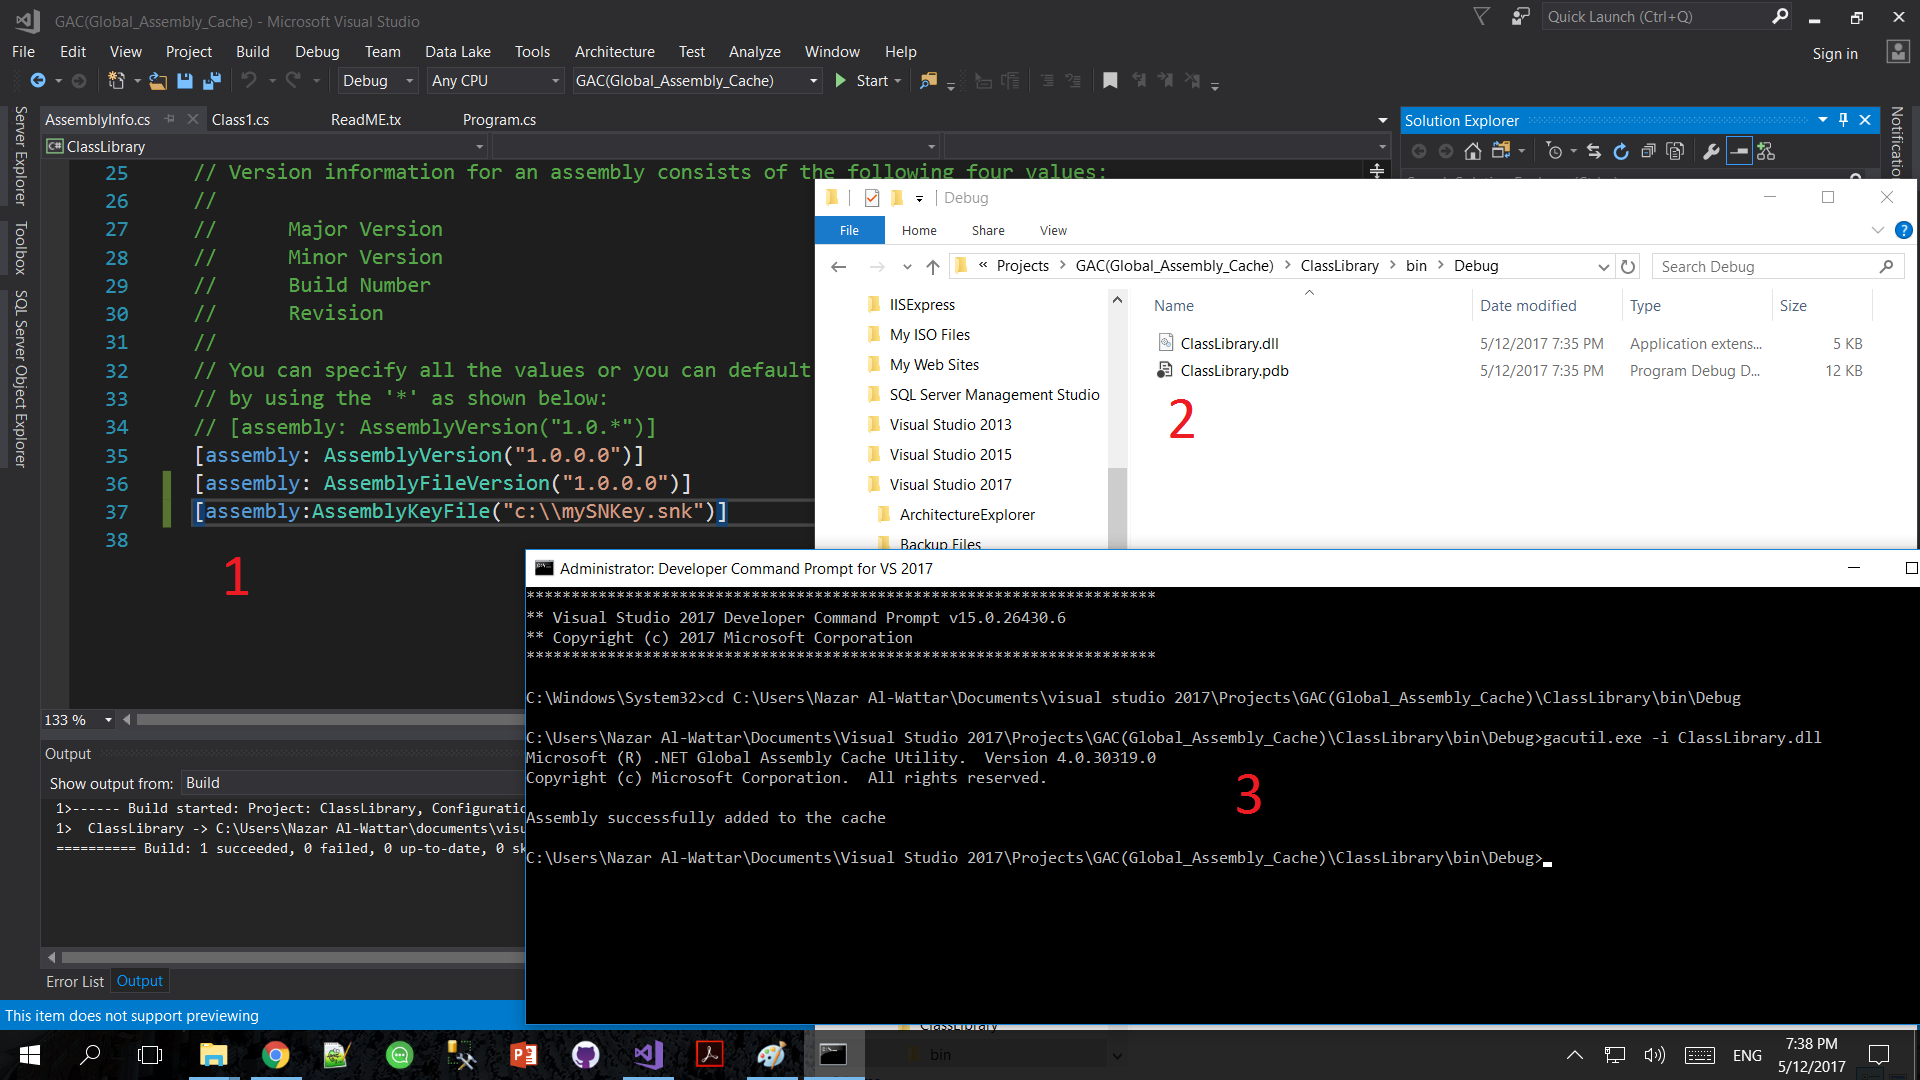 GAC(Global_Assembly_Cache) - Microsoft Visual Studio
Quick Launch (Ctrl+Q)
File Edit View Project Build Debug Team Data Lake Tools Architecture Test Analyze Window Help
Sign in
Debug Any CPU GAC(Global_Assembly_Cache) Start
Server Explorer
Toolbox
SQL Server Object Explorer
AssemblyInfo.cs Class1.cs ReadME.tx Program.cs
C# ClassLibrary
25 // Version information for an assembly consists of the following four values:
26 //
27 // Major Version
28 // Minor Version
29 // Build Number
30 // Revision
31 //
32 // You can specify all the values or you can default
33 // by using the '*' as shown below:
34 // [assembly: AssemblyVersion("1.0.*")]
35 [assembly: AssemblyVersion("1.0.0.0")]
36 [assembly: AssemblyFileVersion("1.0.0.0")]
37 [assembly:AssemblyKeyFile("c:\\mySNKey.snk")]
38
1
133 %
Solution Explorer
Debug
File Home Share View
« Projects > GAC(Global_Assembly_Cache) > ClassLibrary > bin > Debug
Search Debug
IISExpress
My ISO Files
My Web Sites
SQL Server Management Studio
Visual Studio 2013
Visual Studio 2015
Visual Studio 2017
ArchitectureExplorer
Backup Files
Name Date modified Type Size
ClassLibrary.dll 5/12/2017 7:35 PM Application extens... 5 KB
ClassLibrary.pdb 5/12/2017 7:35 PM Program Debug D... 12 KB
2
Administrator: Developer Command Prompt for VS 2017
**********************************************************************
** Visual Studio 2017 Developer Command Prompt v15.0.26430.6
** Copyright (c) 2017 Microsoft Corporation
**********************************************************************
C:\Windows\System32>cd C:\Users\Nazar Al-Wattar\Documents\visual studio 2017\Projects\GAC(Global_Assembly_Cache)\ClassLibrary\bin\Debug
C:\Users\Nazar Al-Wattar\Documents\Visual Studio 2017\Projects\GAC(Global_Assembly_Cache)\ClassLibrary\bin\Debug>gacutil.exe -i ClassLibrary.dll
Microsoft (R) .NET Global Assembly Cache Utility.  Version 4.0.30319.0
Copyright (c) Microsoft Corporation.  All rights reserved.
Assembly successfully added to the cache
C:\Users\Nazar Al-Wattar\Documents\Visual Studio 2017\Projects\GAC(Global_Assembly_Cache)\ClassLibrary\bin\Debug>
3
Output
Show output from: Build
1>------ Build started: Project: ClassLibrary, Configuratio
1> ClassLibrary -> C:\Users\Nazar Al-Wattar\documents\visu
========== Build: 1 succeeded, 0 failed, 0 up-to-date, 0 sk
Error List Output
This item does not support previewing
ClassLibrary
bin
ENG
7:38 PM
5/12/2017